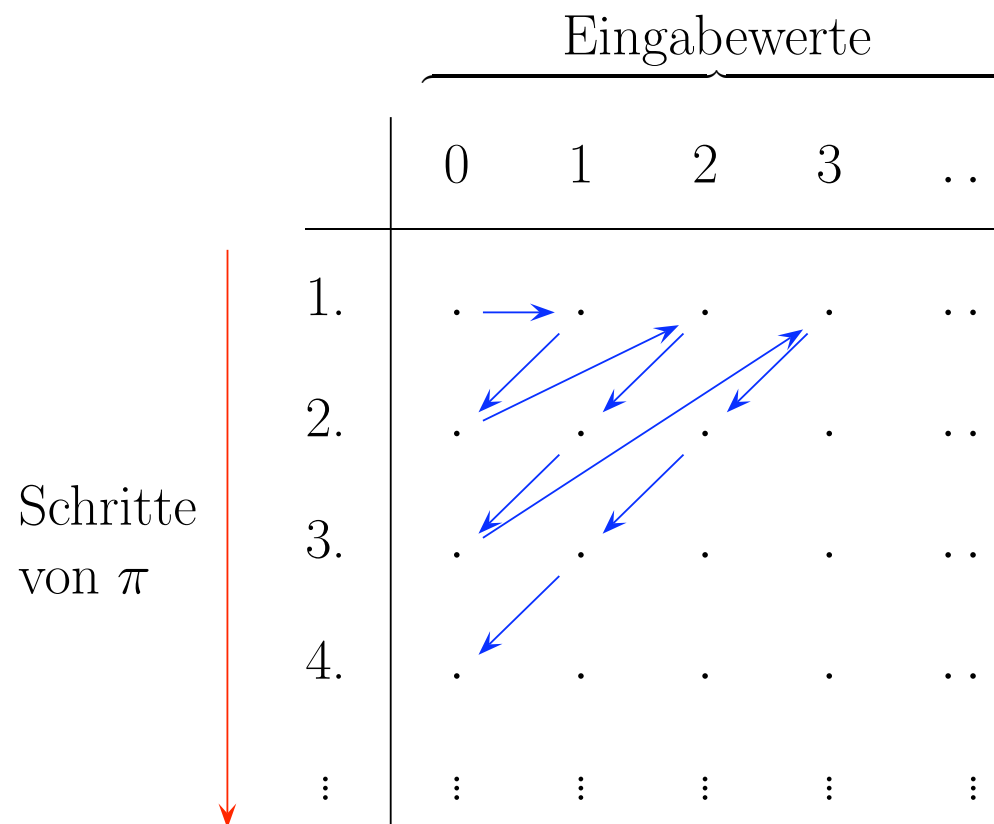 Eingabewerte
0 1 2 3 . .
1. . . . . . .
2. . . . . . .
Schritte
3. . . . . . .
von π
4. . . . . . .
⋮ ⋮ ⋮ ⋮ ⋮ ⋮